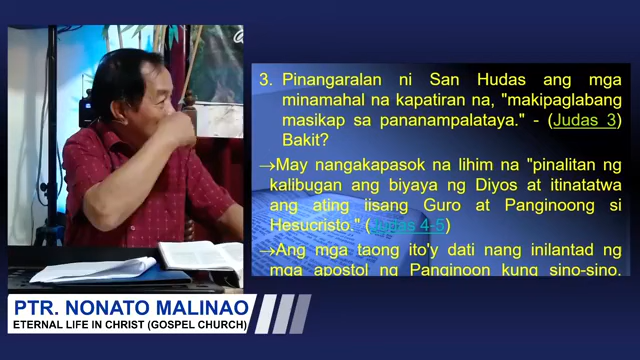 3. Pinangaralan ni San Hudas ang mga
minamahal na kapatiran na, "makipaglabang
masikap sa pananampalataya." - (Judas 3)
Bakit?
→May nangakapasok na lihim na "pinalitan ng
kalibugan ang biyaya ng Diyos at itinatatwa
ang ating iisang Guro at Panginoong si
Hesucristo." (Judas 4-5)
→Ang mga taong ito'y dati nang inilantad ng
mga apostol ng Panginoon kung sino-sino.
PTR. NONATO MALINAO
ETERNAL LIFE IN CHRIST (GOSPEL CHURCH)